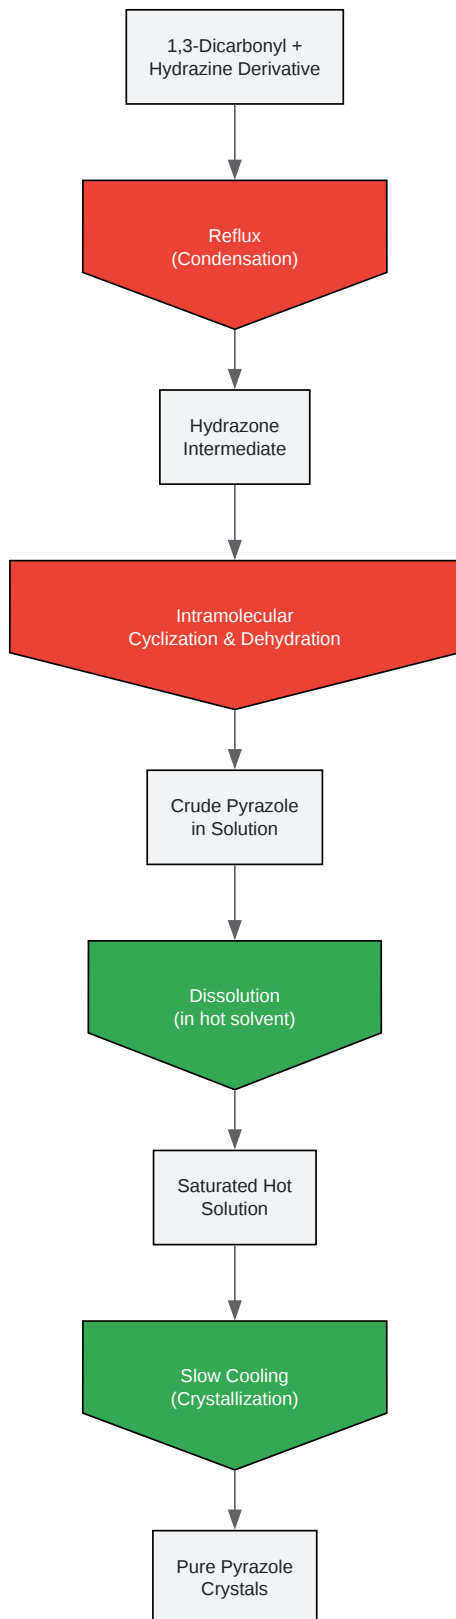 1,3-Dicarbonyl +
Hydrazine Derivative
Reflux
(Condensation)
Hydrazone
Intermediate
Intramolecular
Cyclization & Dehydration
Crude Pyrazole
in Solution
Dissolution
(in hot solvent)
Saturated Hot
Solution
Slow Cooling
(Crystallization)
Pure Pyrazole
Crystals